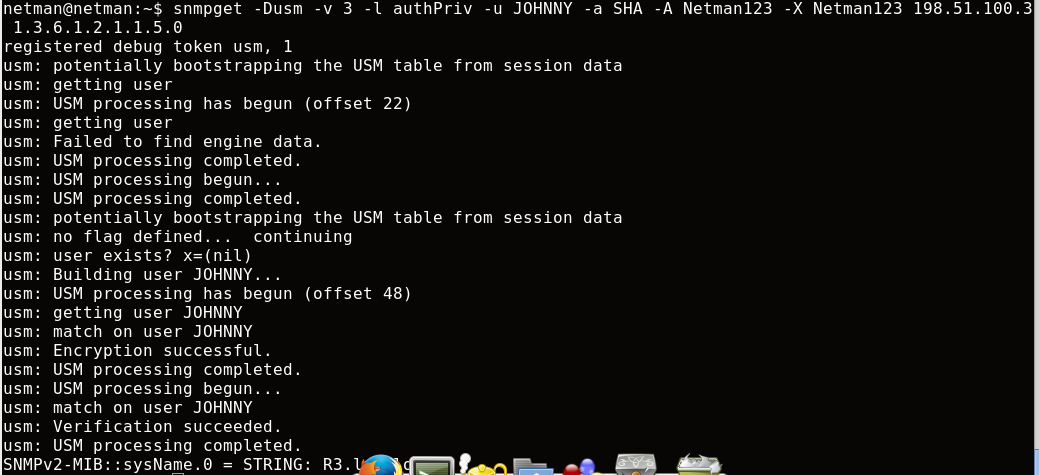 netman@netman:~$ snmpget -Dusm -v 3 -l authPriv -u JOHNNY -a SHA -A Netman123 -X Netman123 198.51.100.3
1.3.6.1.2.1.1.5.0
registered debug token usm, 1
usm: potentially bootstrapping the USM table from session data
usm: getting user
usm: USM processing has begun (offset 22)
usm: getting user
usm: Failed to find engine data.
usm: USM processing completed.
usm: USM processing begun...
usm: USM processing completed.
usm: potentially bootstrapping the USM table from session data
usm: no flag defined...  continuing
usm: user exists? x=(nil)
usm: Building user JOHNNY...
usm: USM processing has begun (offset 48)
usm: getting user JOHNNY
usm: match on user JOHNNY
usm: Encryption successful.
usm: USM processing completed.
usm: USM processing begun...
usm: match on user JOHNNY
usm: Verification succeeded.
usm: USM processing completed.
SNMPv2-MIB::sysName.0 = STRING: